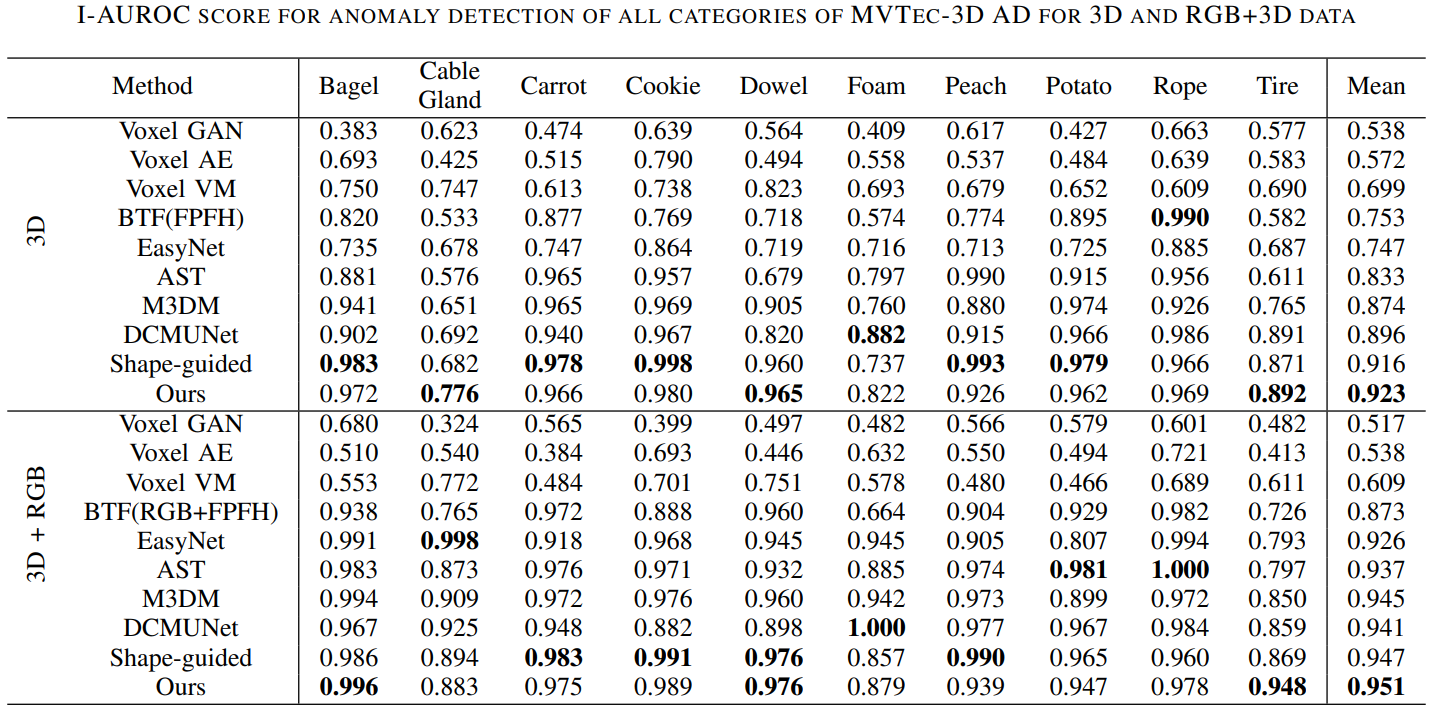 I-AUROC SCORE FOR ANOMALY DETECTION OF ALL CATEGORIES OF MVTEC-3D AD FOR 3D AND RGB+3D DATA
Method Bagel Cable Gland Carrot Cookie Dowel Foam Peach Potato Rope Tire Mean
3D
Voxel GAN 0.383 0.623 0.474 0.639 0.564 0.409 0.617 0.427 0.663 0.577 0.538
Voxel AE 0.693 0.425 0.515 0.790 0.494 0.558 0.537 0.484 0.639 0.583 0.572
Voxel VM 0.750 0.747 0.613 0.738 0.823 0.693 0.679 0.652 0.609 0.690 0.699
BTF(FPFH) 0.820 0.533 0.877 0.769 0.718 0.574 0.774 0.895 0.990 0.582 0.753
EasyNet 0.735 0.678 0.747 0.864 0.719 0.716 0.713 0.725 0.885 0.687 0.747
AST 0.881 0.576 0.965 0.957 0.679 0.797 0.990 0.915 0.956 0.611 0.833
M3DM 0.941 0.651 0.965 0.969 0.905 0.760 0.880 0.974 0.926 0.765 0.874
DCMUNet 0.902 0.692 0.940 0.967 0.820 0.882 0.915 0.966 0.986 0.891 0.896
Shape-guided 0.983 0.682 0.978 0.998 0.960 0.737 0.993 0.979 0.966 0.871 0.916
Ours 0.972 0.776 0.966 0.980 0.965 0.822 0.926 0.962 0.969 0.892 0.923
3D + RGB
Voxel GAN 0.680 0.324 0.565 0.399 0.497 0.482 0.566 0.579 0.601 0.482 0.517
Voxel AE 0.510 0.540 0.384 0.693 0.446 0.632 0.550 0.494 0.721 0.413 0.538
Voxel VM 0.553 0.772 0.484 0.701 0.751 0.578 0.480 0.466 0.689 0.611 0.609
BTF(RGB+FPFH) 0.938 0.765 0.972 0.888 0.960 0.664 0.904 0.929 0.982 0.726 0.873
EasyNet 0.991 0.998 0.918 0.968 0.945 0.945 0.905 0.807 0.994 0.793 0.926
AST 0.983 0.873 0.976 0.971 0.932 0.885 0.974 0.981 1.000 0.797 0.937
M3DM 0.994 0.909 0.972 0.976 0.960 0.942 0.973 0.899 0.972 0.850 0.945
DCMUNet 0.967 0.925 0.948 0.882 0.898 1.000 0.977 0.967 0.984 0.859 0.941
Shape-guided 0.986 0.894 0.983 0.991 0.976 0.857 0.990 0.965 0.960 0.869 0.947
Ours 0.996 0.883 0.975 0.989 0.976 0.879 0.939 0.947 0.978 0.948 0.951